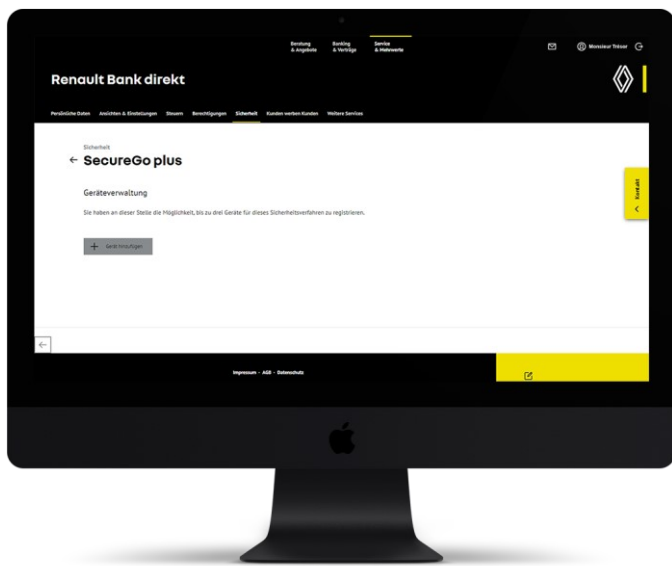 Beratung
& Angebote
Banking
& Verträge
Service
& Mehrwerte
Monsieur Trésor
Renault Bank direkt
Persönliche Daten Ansichten & Einstellungen Steuern Berechtigungen Sicherheit Kunden werben Kunden Weitere Services
Sicherheit
SecureGo plus
Geräteverwaltung
Sie haben an dieser Stelle die Möglichkeit, bis zu drei Geräte für dieses Sicherheitsverfahren zu registrieren.
Gerät hinzufügen
Kontakt
Impressum - AGB - Datenschutz